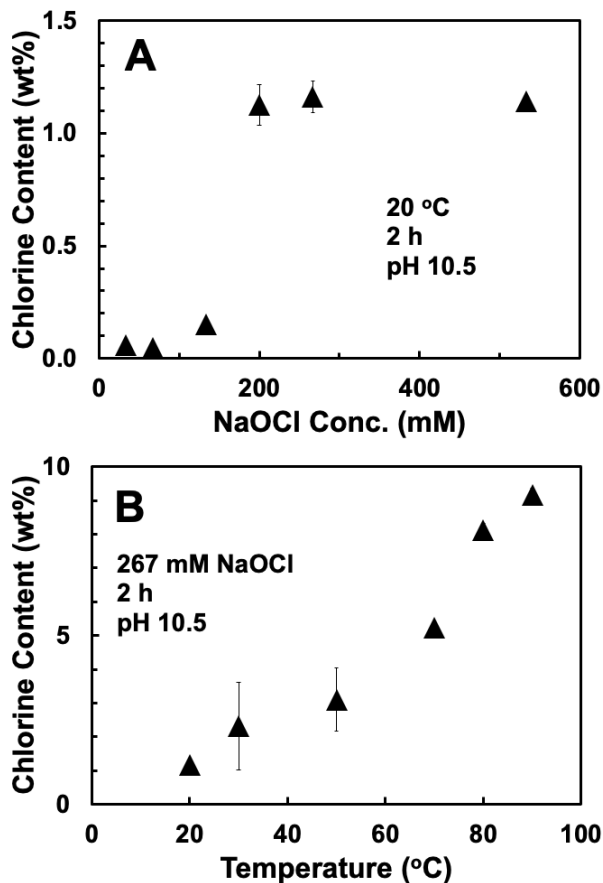 A
Chlorine Content (wt%)
1.5
1.0
0.5
0.0
20 °C
2 h
pH 10.5
0 200 400 600
NaOCl Conc. (mM)
B
Chlorine Content (wt%)
10
5
0
267 mM NaOCl
2 h
pH 10.5
0 20 40 60 80 100
Temperature (°C)